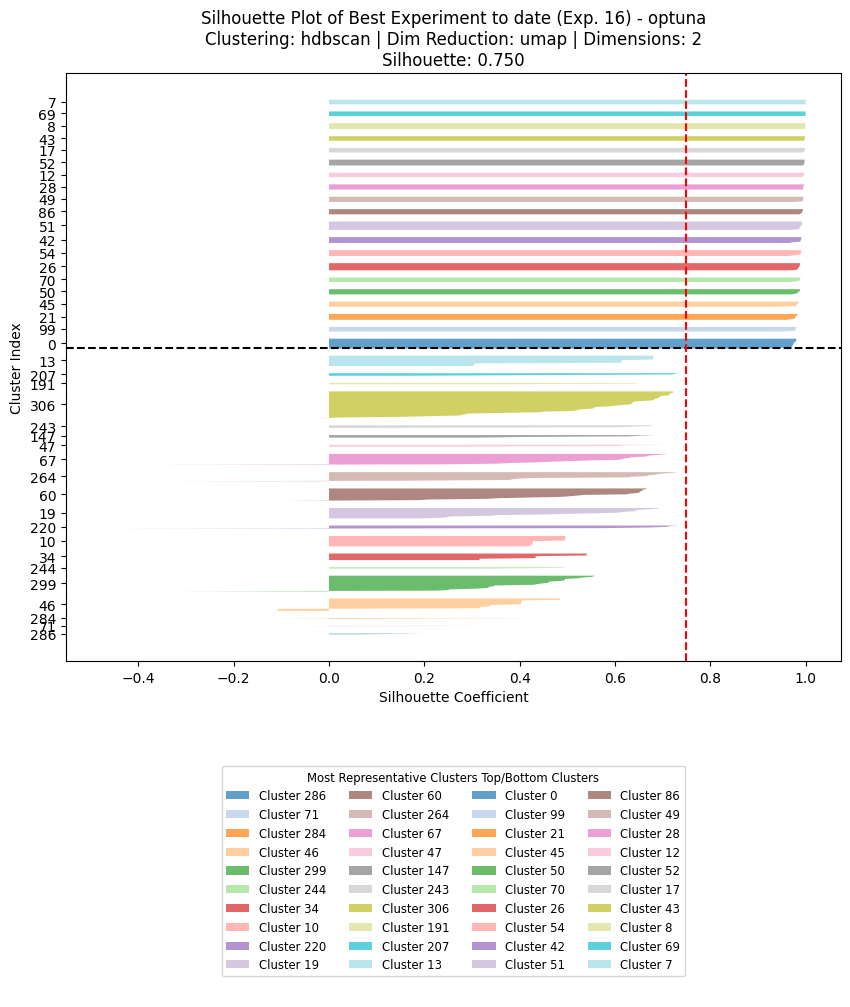 Silhouette Plot of Best Experiment to date (Exp. 16) - optuna
Clustering: hdbscan | Dim Reduction: umap | Dimensions: 2
Silhouette: 0.750
Cluster Index
7
69
8
43
17
52
12
28
49
86
51
42
54
26
70
50
45
21
99
0
13
207
191
306
243
147
47
67
264
60
19
220
10
34
244
299
46
284
71
286
−0.4 −0.2 0.0 0.2 0.4 0.6 0.8 1.0
Silhouette Coefficient
Most Representative Clusters Top/Bottom Clusters
Cluster 286 Cluster 60 Cluster 0 Cluster 86
Cluster 71 Cluster 264 Cluster 99 Cluster 49
Cluster 284 Cluster 67 Cluster 21 Cluster 28
Cluster 46 Cluster 47 Cluster 45 Cluster 12
Cluster 299 Cluster 147 Cluster 50 Cluster 52
Cluster 244 Cluster 243 Cluster 70 Cluster 17
Cluster 34 Cluster 306 Cluster 26 Cluster 43
Cluster 10 Cluster 191 Cluster 54 Cluster 8
Cluster 220 Cluster 207 Cluster 42 Cluster 69
Cluster 19 Cluster 13 Cluster 51 Cluster 7